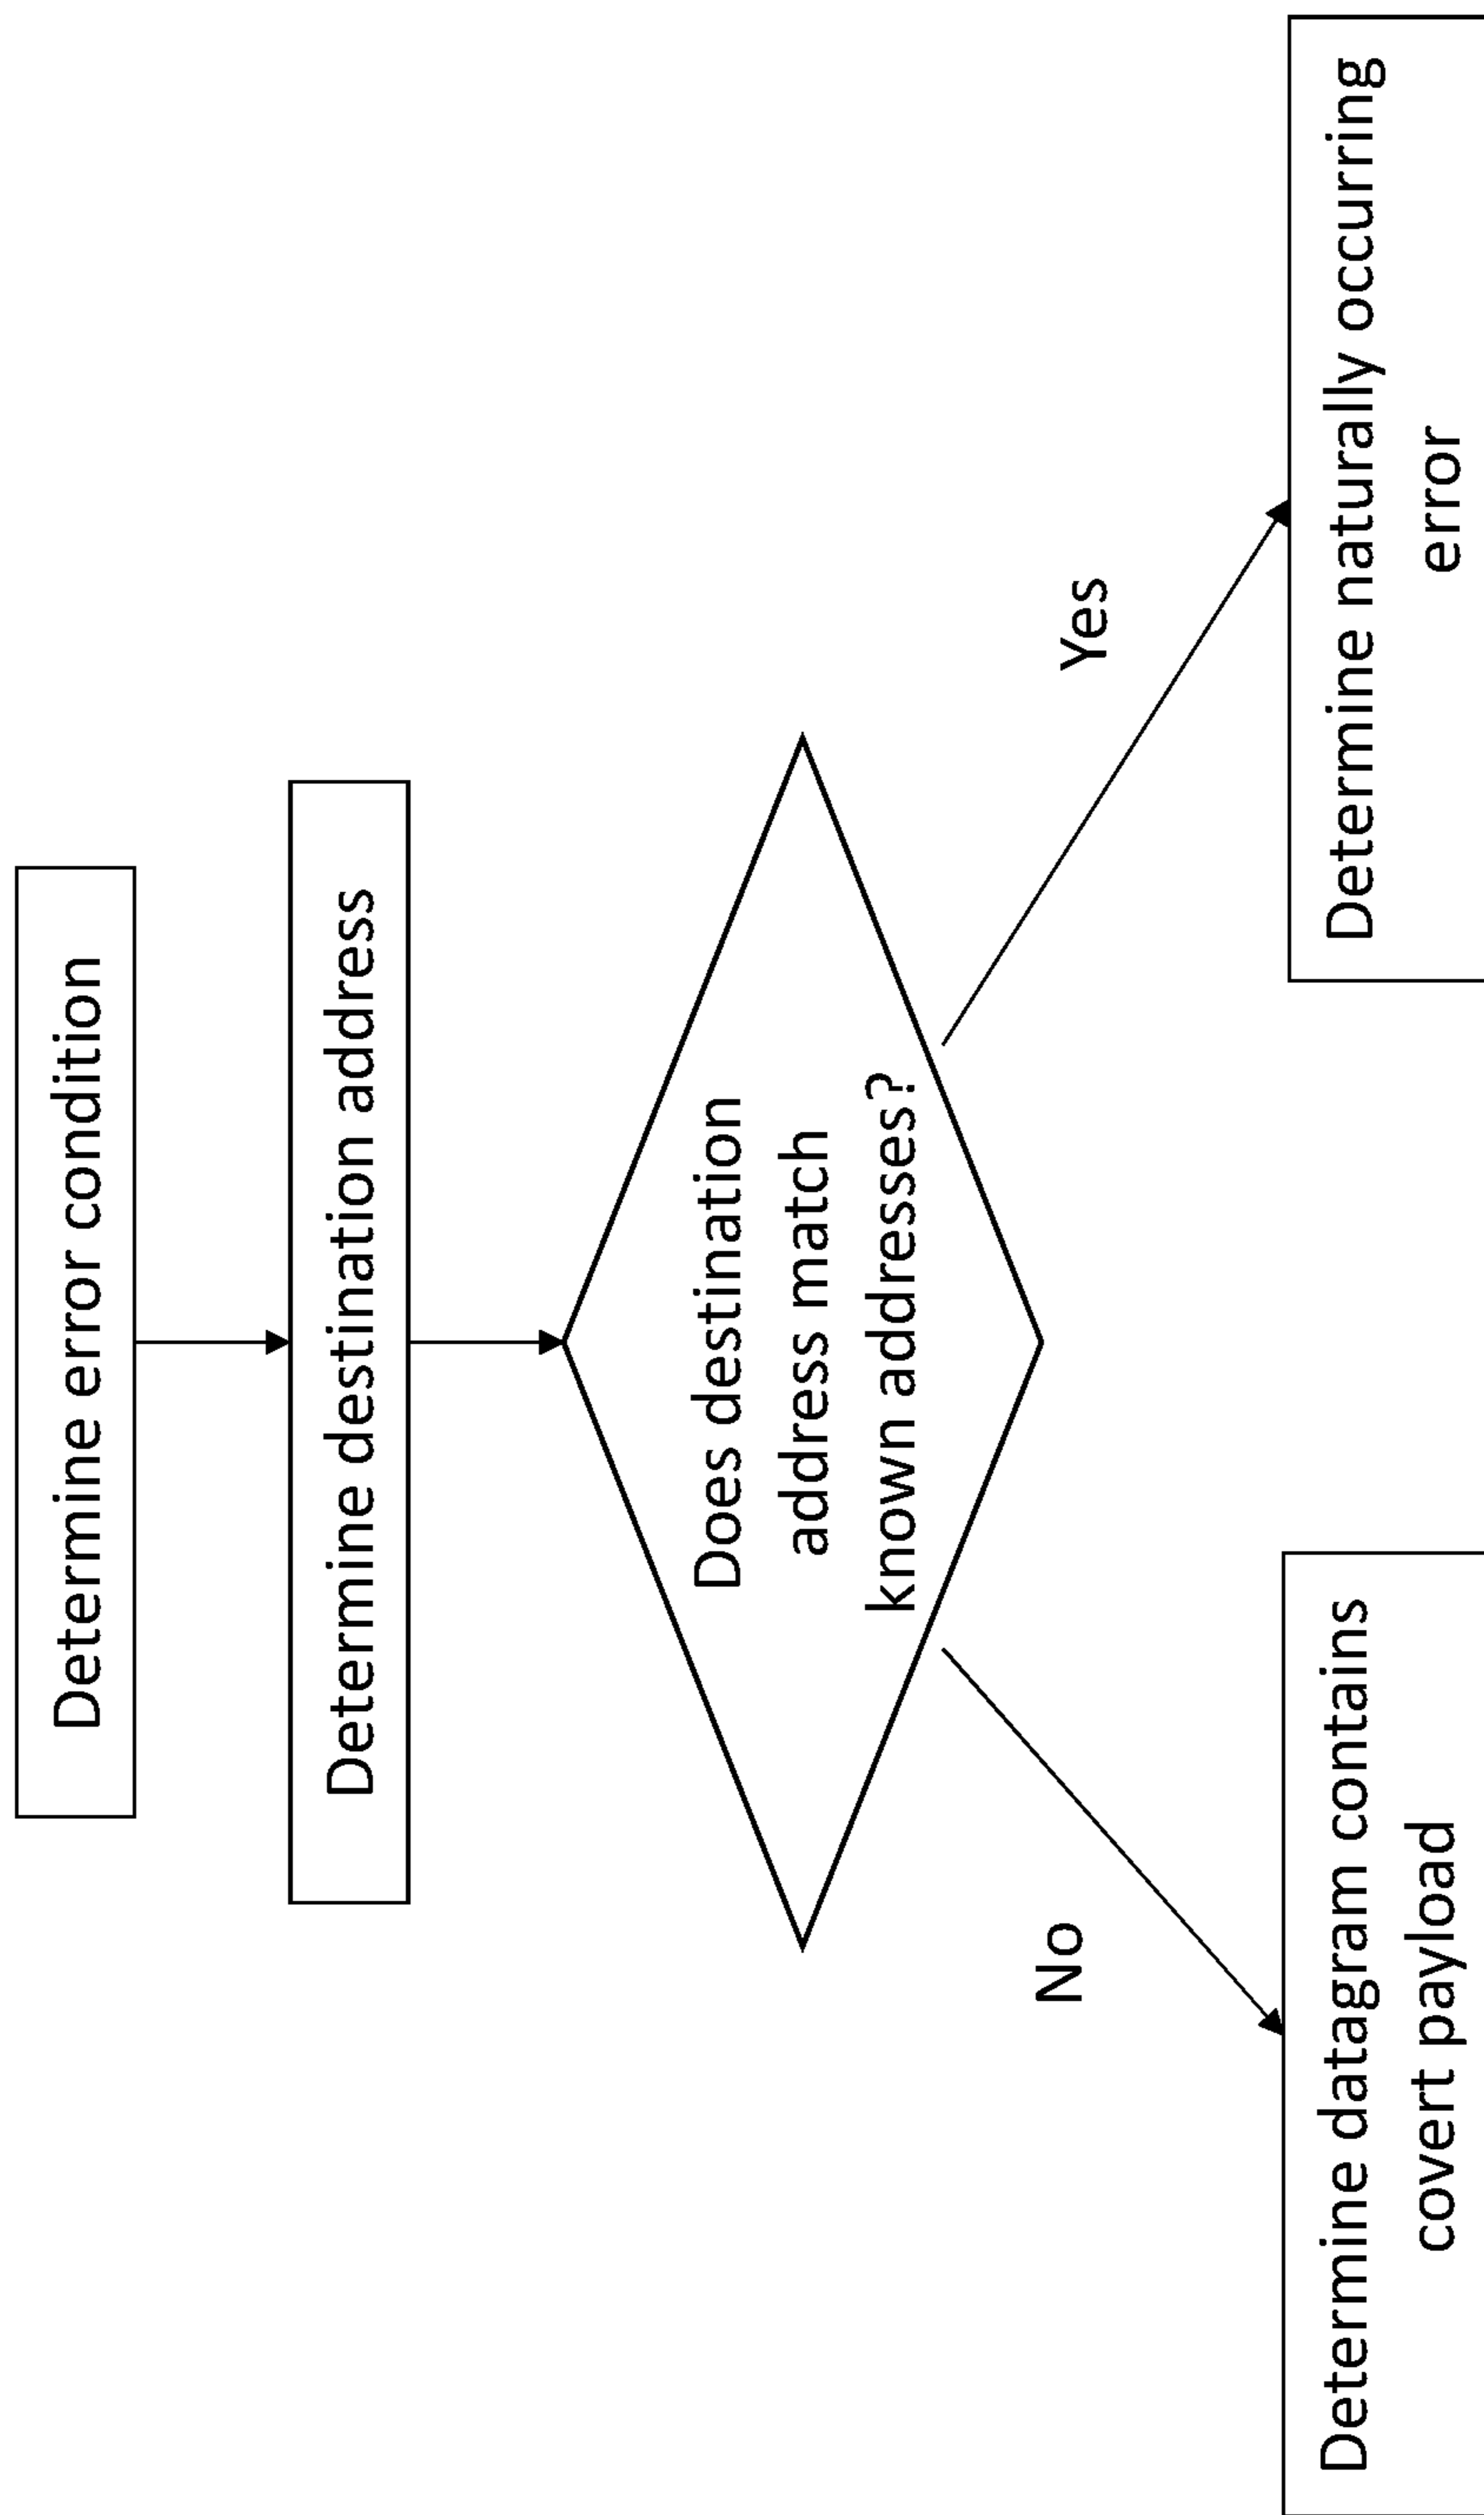 Determine error condition
Determine destination address
Does destination
address match
known addresses?
No
Yes
Determine datagram contains
covert payload
Determine naturally occurring
error